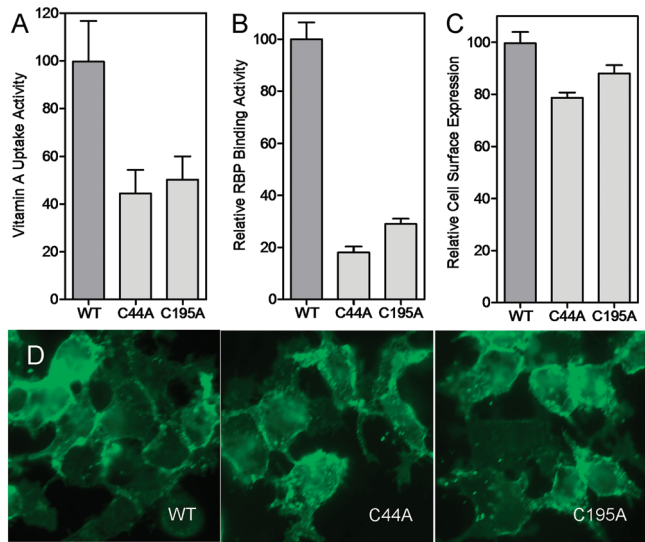 A
Vitamin A Uptake Activity
120
100
80
60
40
20
0
WT C44A C195A
B
Relative RBP Binding Activity
100
80
60
40
20
0
WT C44A C195A
C
Relative Cell Surface Expression
100
80
60
40
20
0
WT C44A C195A
D
WT
C44A
C195A